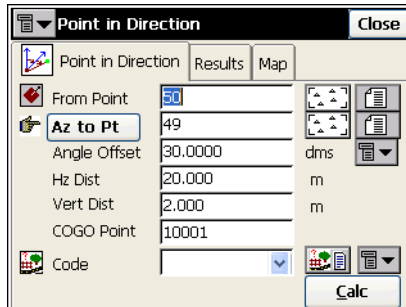 Point in Direction Close
Point in Direction Results Map
From Point 50
Az to Pt 49
Angle Offset 30.0000 dms
Hz Dist 20.000 m
Vert Dist 2.000 m
COGO Point 10001
Code
Calc